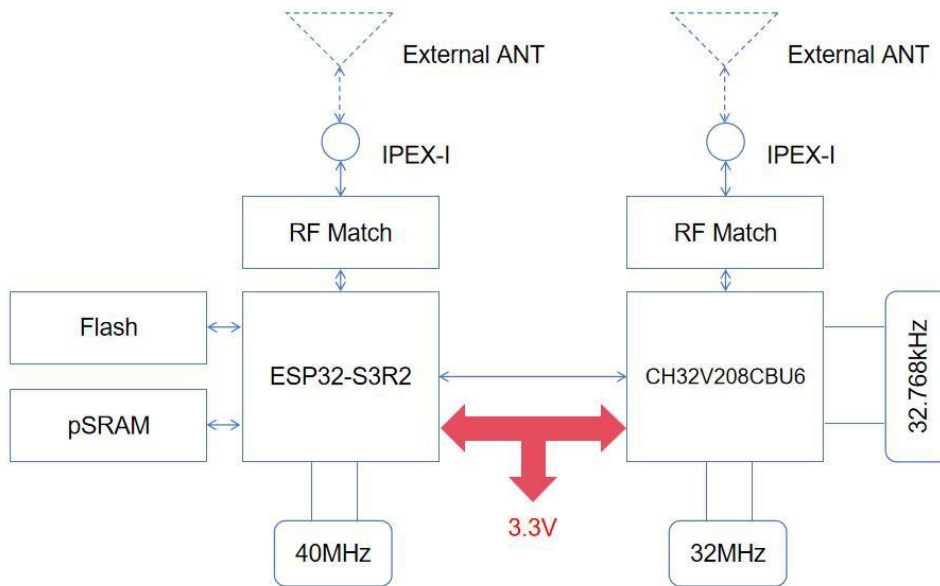 External ANT
External ANT
IPEX-I
IPEX-I
RF Match
RF Match
Flash
ESP32-S3R2
CH32V208CBU6
32.768kHz
pSRAM
3.3V
40MHz
32MHz